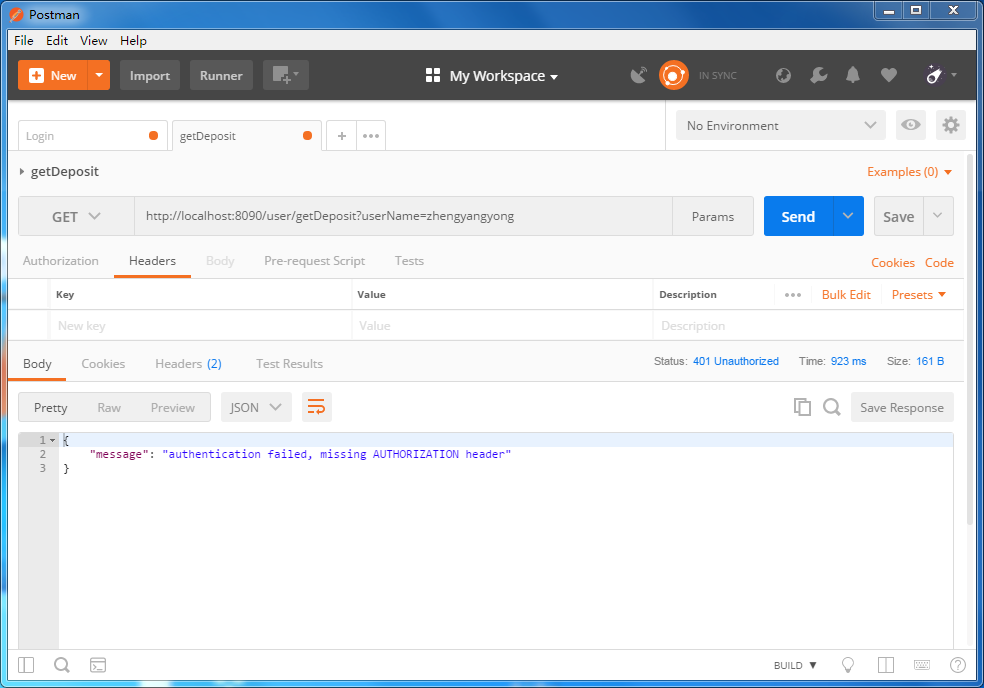 Postman
File Edit View Help
New Import Runner My Workspace IN SYNC
Login getDeposit + ••• No Environment
getDeposit Examples (0)
GET http://localhost:8090/user/getDeposit?userName=zhengyangyong Params Send Save
Authorization Headers Body Pre-request Script Tests Cookies Code
Key Value Description ••• Bulk Edit Presets
New key Value Description
Body Cookies Headers (2) Test Results Status: 401 Unauthorized Time: 923 ms Size: 161 B
Pretty Raw Preview JSON Save Response
1 {
2 "message": "authentication failed, missing AUTHORIZATION header"
3 }
BUILD